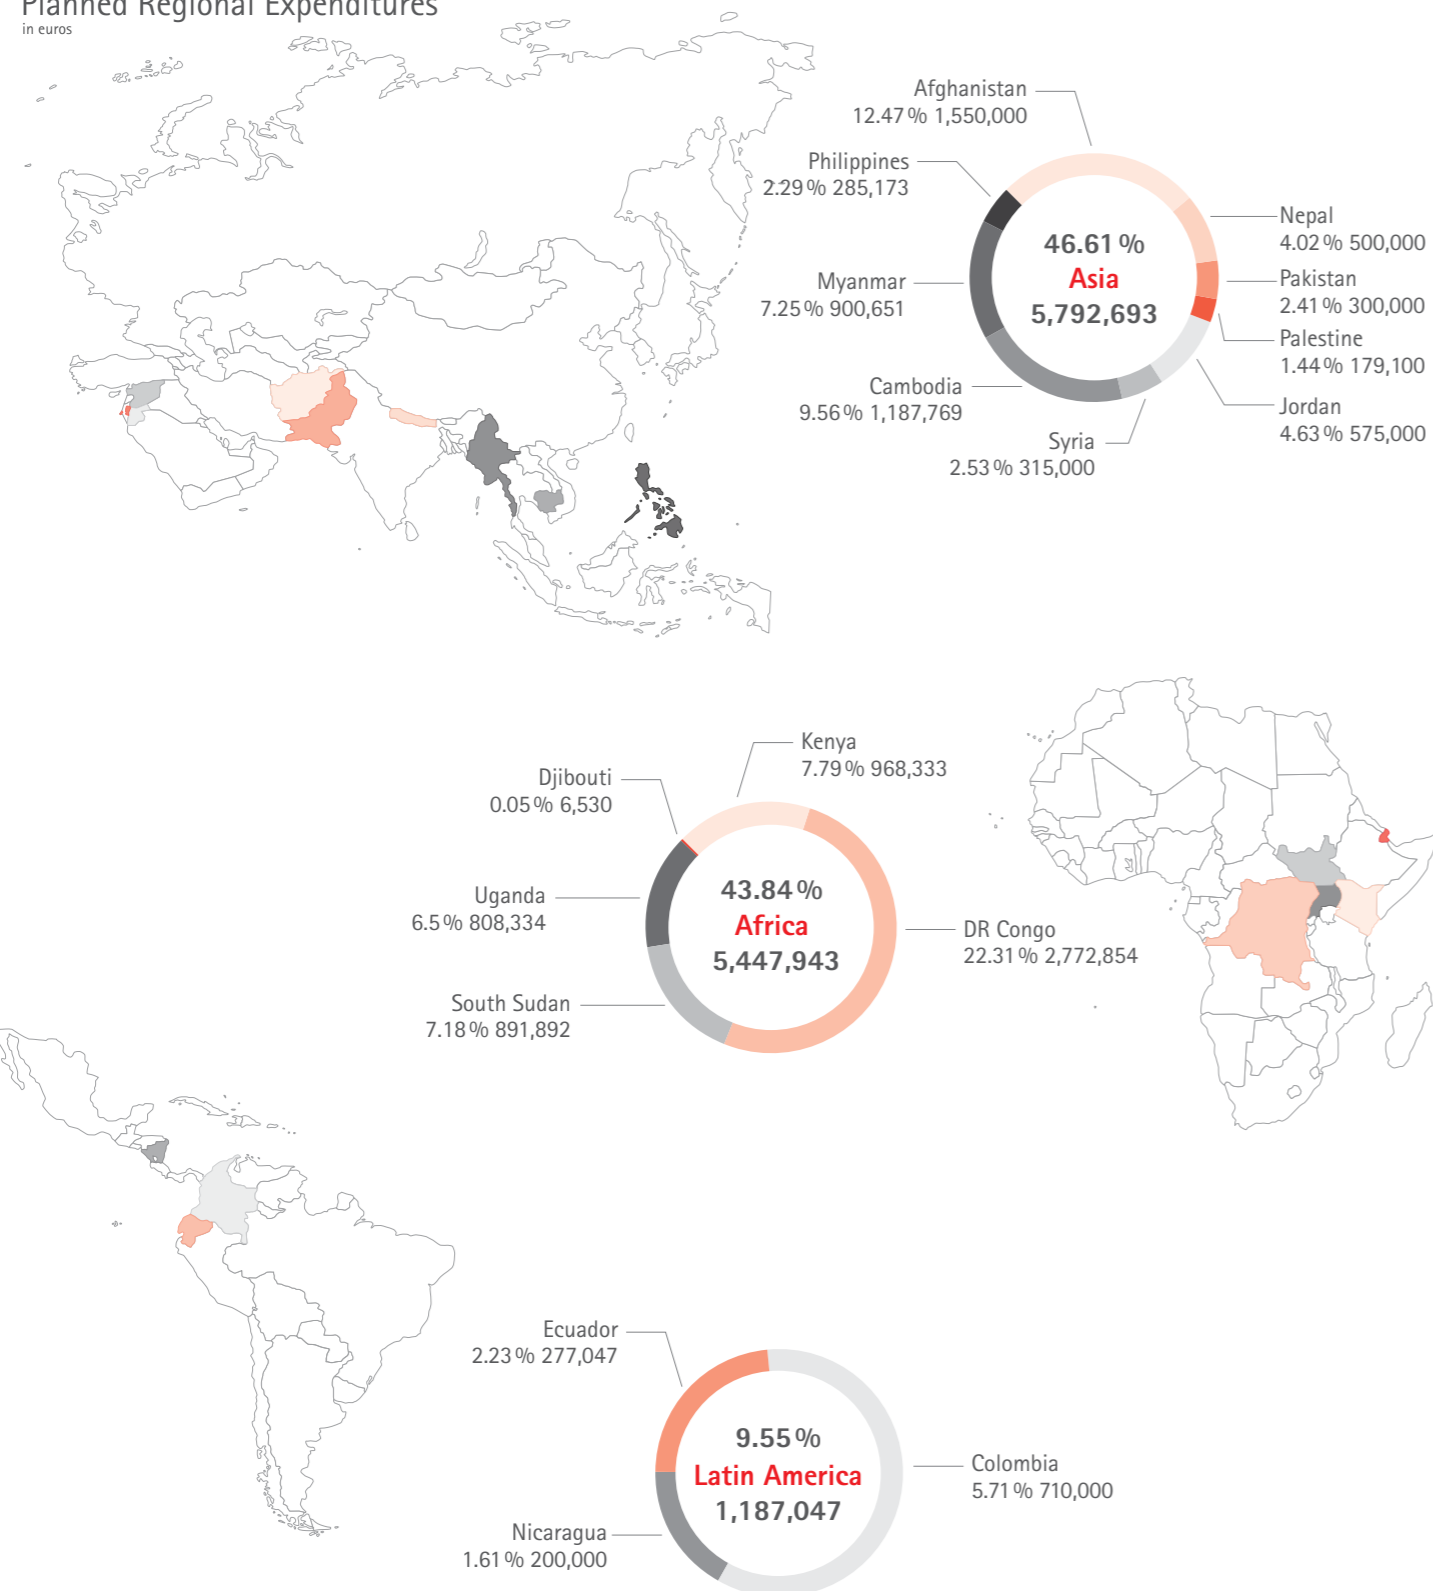 Planned Regional Expenditures
in euros
Afghanistan
12.47 % 1,550,000
Philippines
2.29 % 285,173
Myanmar
7.25 % 900,651
Cambodia
9.56 % 1,187,769
Syria
2.53 % 315,000
46.61 %
Asia
5,792,693
Nepal
4.02 % 500,000
Pakistan
2.41 % 300,000
Palestine
1.44 % 179,100
Jordan
4.63 % 575,000
Kenya
7.79 % 968,333
Djibouti
0.05 % 6,530
Uganda
6.5 % 808,334
South Sudan
7.18 % 891,892
43.84 %
Africa
5,447,943
DR Congo
22.31 % 2,772,854
Ecuador
2.23 % 277,047
Nicaragua
1.61 % 200,000
9.55 %
Latin America
1,187,047
Colombia
5.71 % 710,000